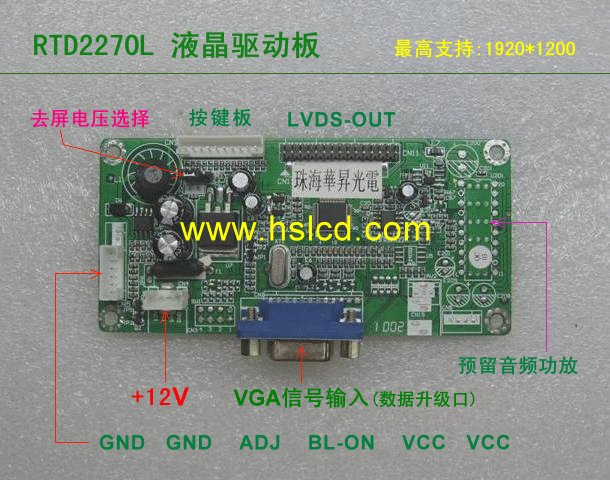 RTD2270L 液晶驱动板
最高支持:1920*1200
去屏电压选择
按键板
LVDS-OUT
CN11
珠海華昇光電
www.hslcd.com
1002
CN3
预留音频功放
+12V
VGA信号输入(数据升级口)
GND GND ADJ BL-ON VCC VCC